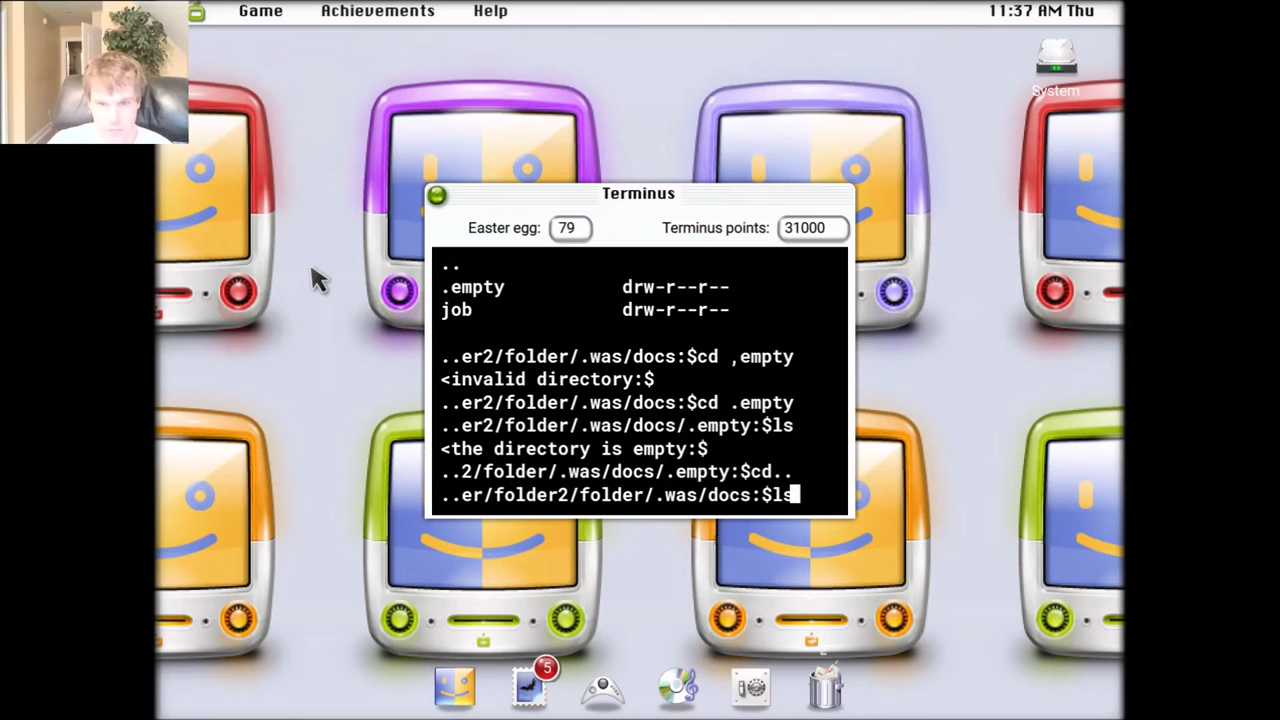 Game Achievements Help 11:37 AM Thu
System
Terminus
Easter egg: 79 Terminus points: 31000
..
.empty drw-r--r--
job drw-r--r--
..er2/folder/.was/docs:$cd ,empty
<invalid directory:$
..er2/folder/.was/docs:$cd .empty
..er2/folder/.was/docs/.empty:$ls
<the directory is empty:$
..2/folder/.was/docs/.empty:$cd..
..er/folder2/folder/.was/docs:$ls
5